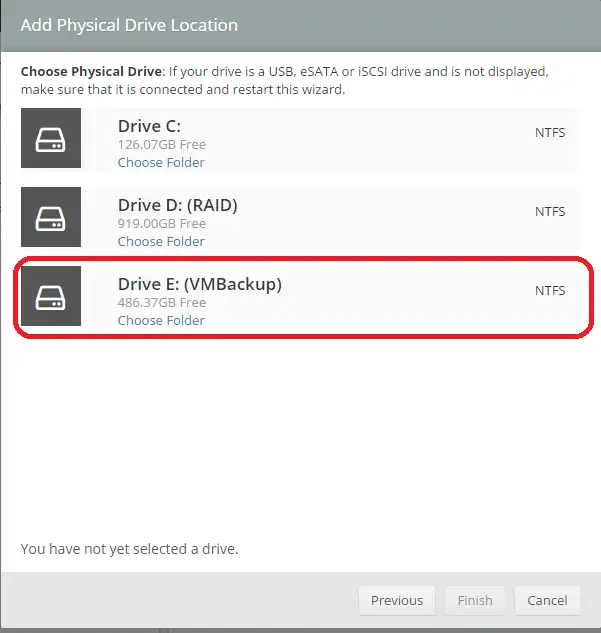 Add Physical Drive Location
Choose Physical Drive: If your drive is a USB, eSATA or iSCSI drive and is not displayed,
make sure that it is connected and restart this wizard.
Drive C:
NTFS
126.07GB Free
Choose Folder
Drive D: (RAID)
NTFS
919.00GB Free
Choose Folder
Drive E: (VMBackup)
NTFS
486.37GB Free
Choose Folder
You have not yet selected a drive.
Previous
Finish
Cancel